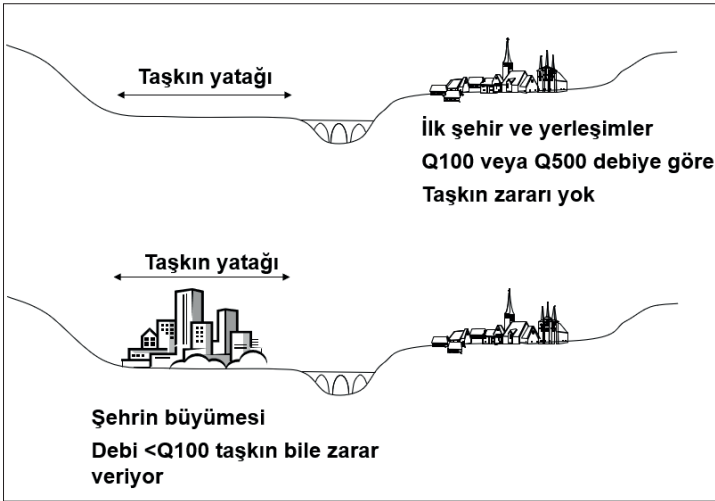 Taşkın yatağı
İlk şehir ve yerleşimler
Q100 veya Q500 debiye göre
Taşkın zararı yok
Taşkın yatağı
Şehrin büyümesi
Debi <Q100 taşkın bile zarar
veriyor